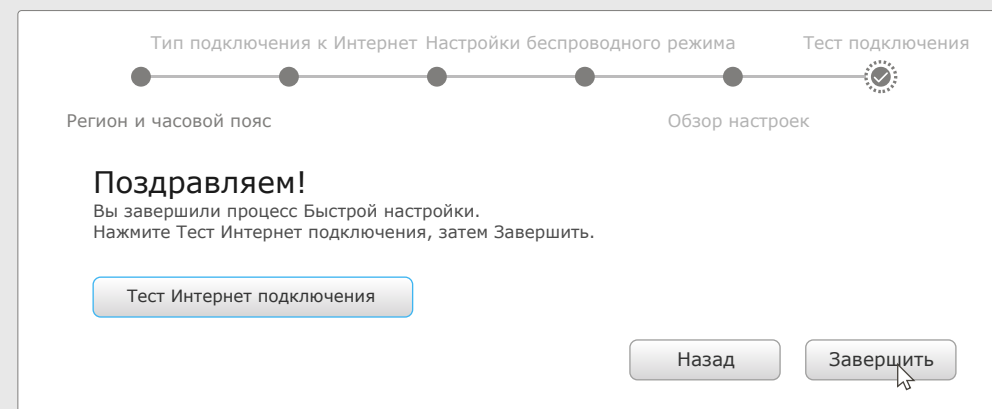 Тип подключения к Интернет Настройки беспроводного режима Тест подключения
Регион и часовой пояс Обзор настроек
Поздравляем!
Вы завершили процесс Быстрой настройки.
Нажмите Тест Интернет подключения, затем Завершить.
Тест Интернет подключения
Назад Завершить